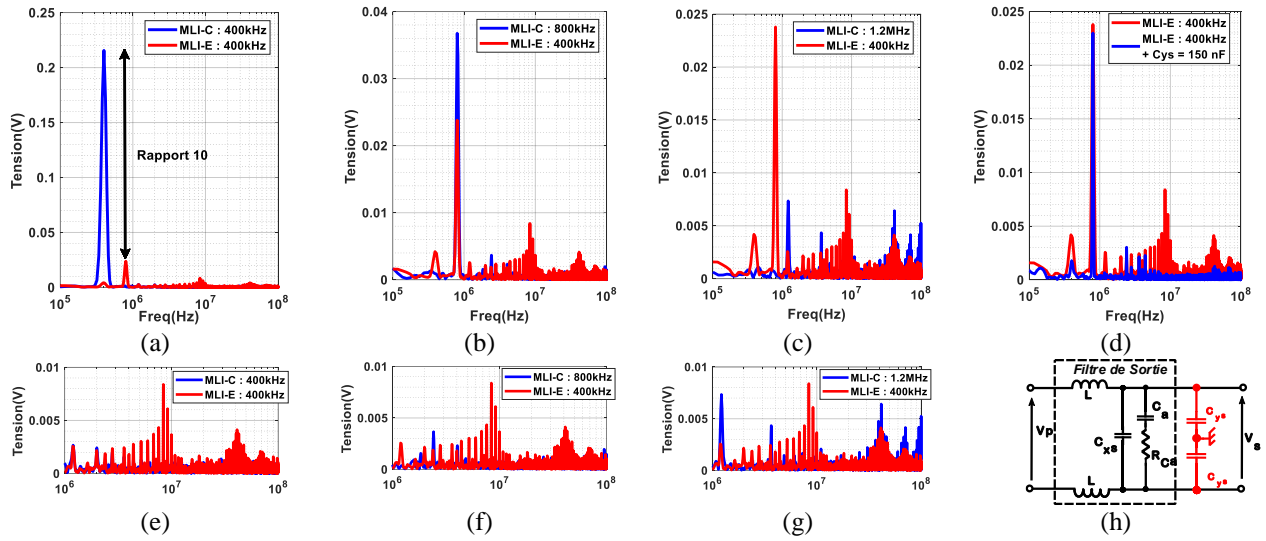 MLI-C : 400kHz
MLI-E : 400kHz
Rapport 10
Tension(V)
0.25
0.2
0.15
0.1
0.05
0
10^5 10^6 10^7 10^8
Freq(Hz)
(a)
MLI-C : 800kHz
MLI-E : 400kHz
Tension(V)
0.04
0.03
0.02
0.01
0
10^5 10^6 10^7 10^8
Freq(Hz)
(b)
MLI-C : 1.2MHz
MLI-E : 400kHz
Tension(V)
0.025
0.02
0.015
0.01
0.005
0
10^5 10^6 10^7 10^8
Freq(Hz)
(c)
MLI-E : 400kHz
MLI-E : 400kHz
+ Cys = 150 nF
Tension(V)
0.025
0.02
0.015
0.01
0.005
0
10^5 10^6 10^7 10^8
Freq(Hz)
(d)
MLI-C : 400kHz
MLI-E : 400kHz
Tension(V)
0.01
0.005
0
10^6 10^7 10^8
(e)
MLI-C : 800kHz
MLI-E : 400kHz
Tension(V)
0.01
0.005
0
10^6 10^7 10^8
(f)
MLI-C : 1.2MHz
MLI-E : 400kHz
Tension(V)
0.01
0.005
0
10^6 10^7 10^8
(g)
Filtre de Sortie
L
C a
C ys
Vp
C xs
R Ca
V s
C ys
L
(h)